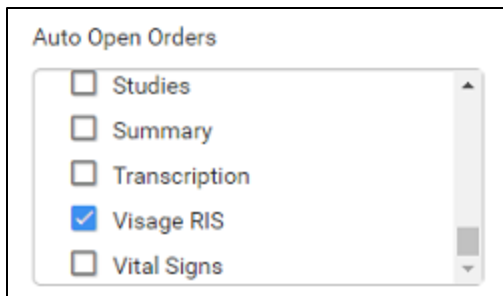 Auto Open Orders
Studies
Summary
Transcription
Visage RIS
Vital Signs